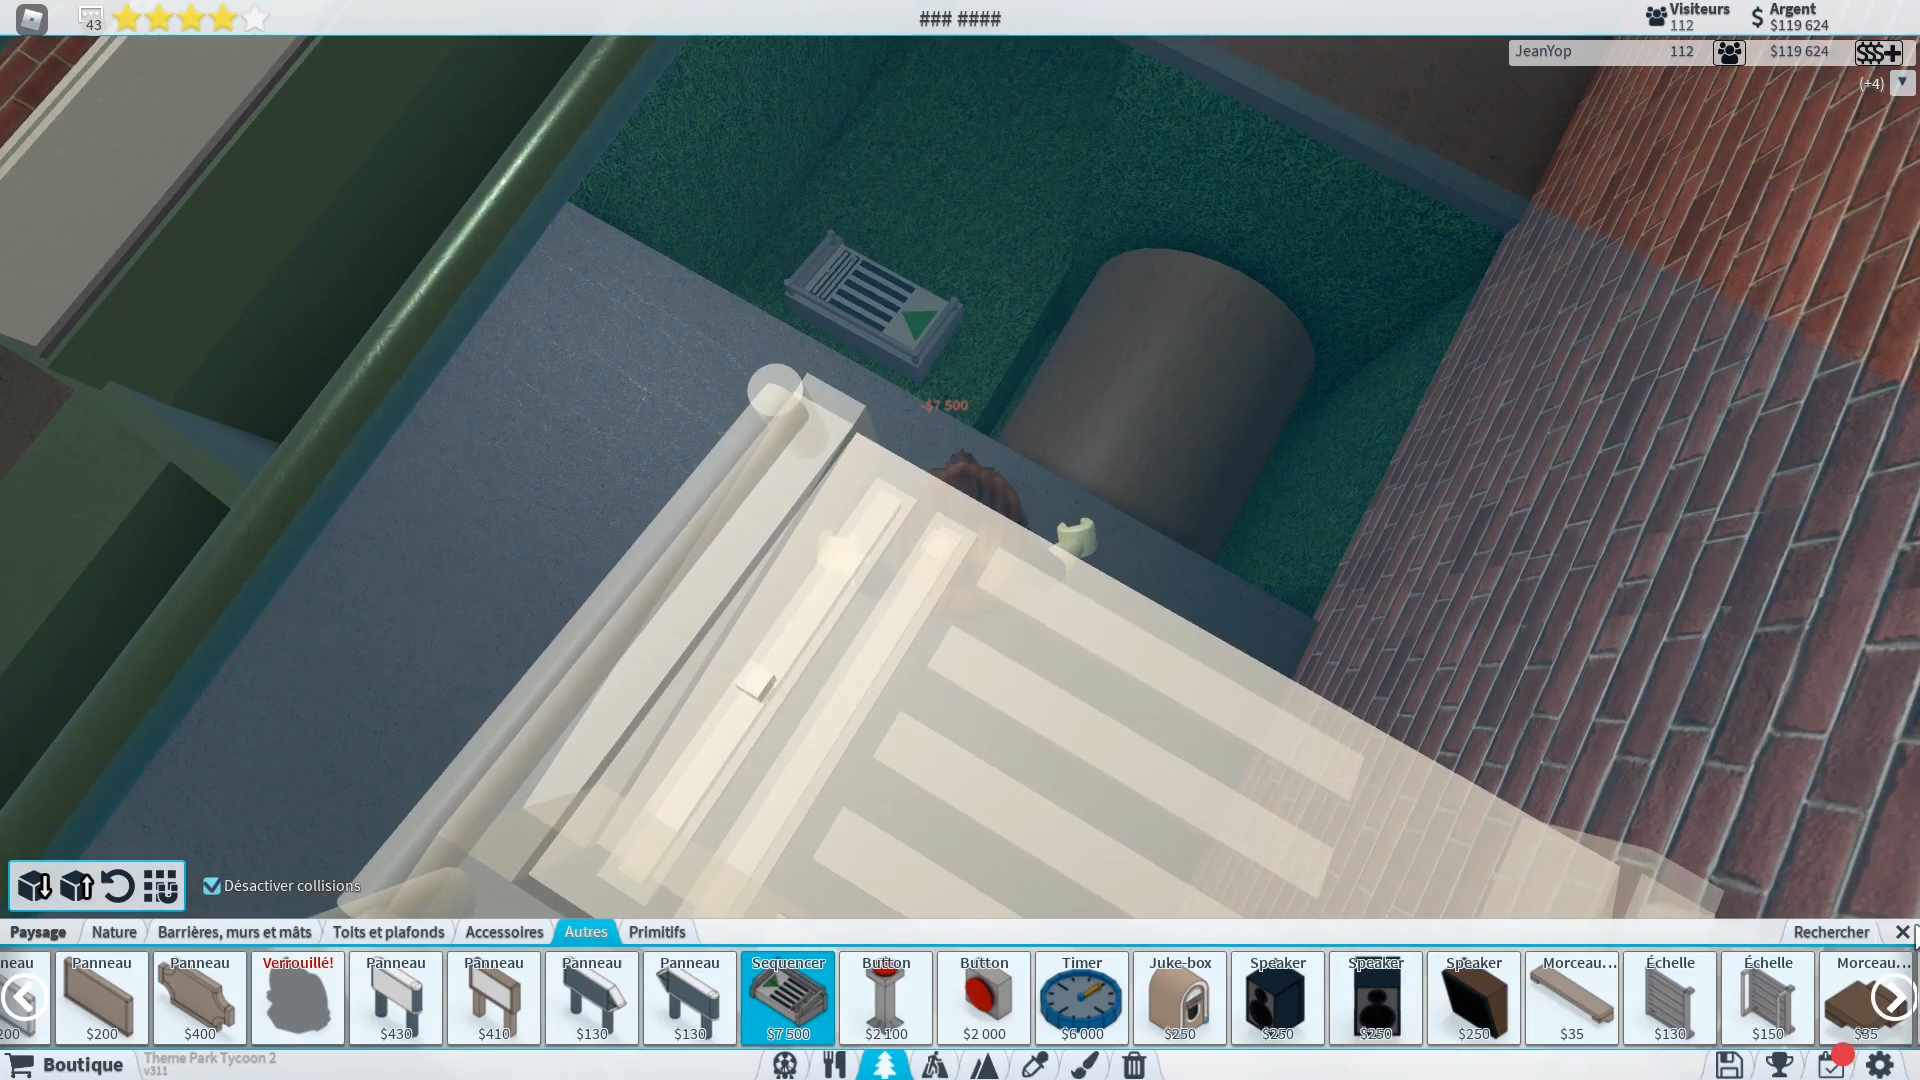 43
### ####
Visiteurs
112
$ Argent
$119 624
JeanYop 112 $119 624 $$$+
(+4)
-$7 500
Désactiver collisions
Paysage Nature Barrières, murs et mâts Toits et plafonds Accessoires Autres Primitifs Rechercher
neau Panneau Panneau Verrouillé! Panneau Panneau Panneau Panneau Sequencer Button Button Timer Juke-box Speaker Speaker Speaker Morceau... Échelle Échelle Morceau...
200 $200 $400 $430 $410 $130 $130 $7 500 $2 100 $2 000 $6 000 $250 $250 $250 $250 $35 $130 $150 $35
Boutique
Theme Park Tycoon 2
v311